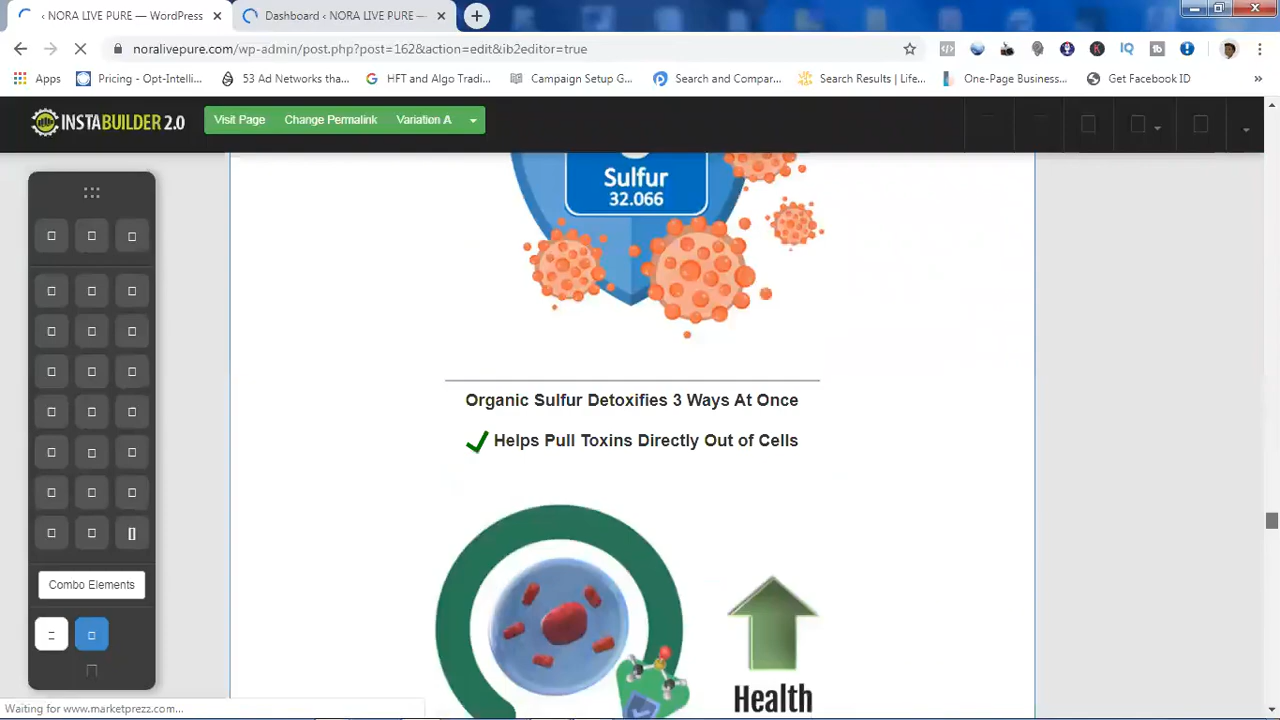 ‹ NORA LIVE PURE — WordPress
Dashboard ‹ NORA LIVE PURE —
noralivepure.com/wp-admin/post.php?post=162&action=edit&ib2editor=true
Apps
Pricing - Opt-Intelli...
53 Ad Networks tha...
HFT and Algo Tradi...
Campaign Setup G...
Search and Compar...
Search Results | Life...
One-Page Business...
Get Facebook ID
»
INSTABUILDER 2.0
Visit Page
Change Permalink
Variation A
Sulfur
32.066
Organic Sulfur Detoxifies 3 Ways At Once
Helps Pull Toxins Directly Out of Cells
Health
Combo Elements
Waiting for www.marketprezz.com...